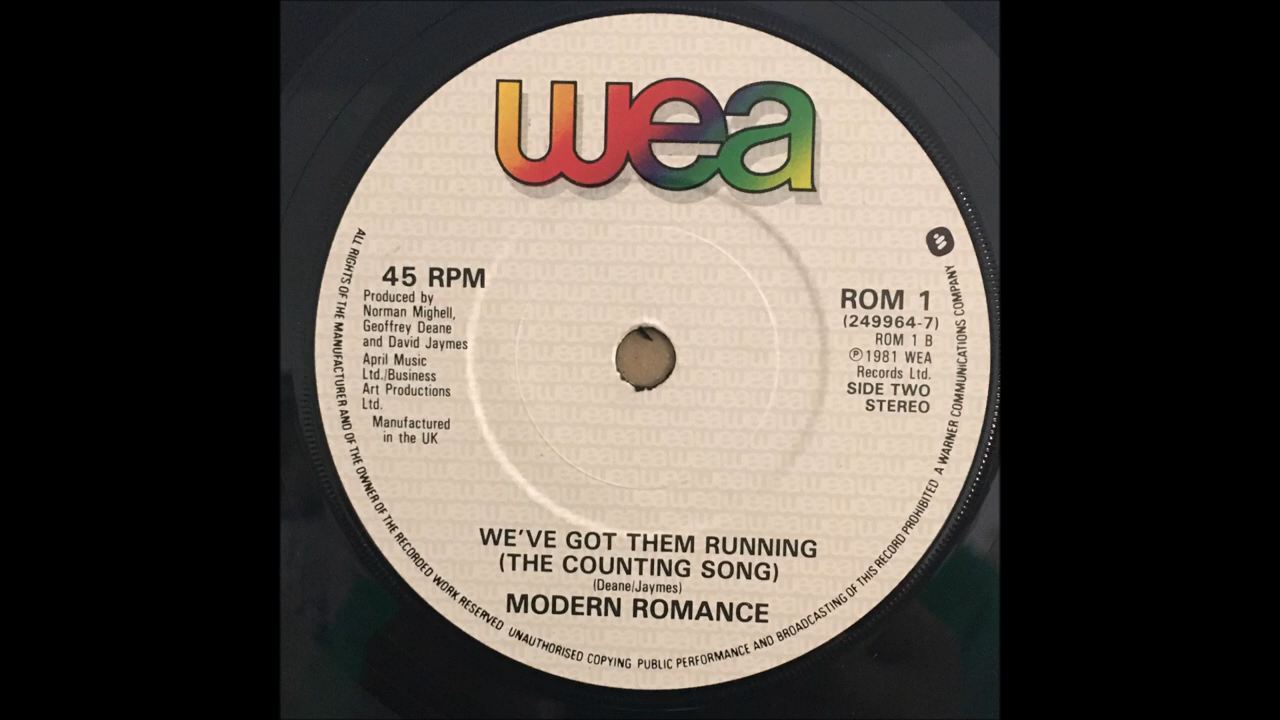 wea
45 RPM
Produced by
Norman Mighell,
Geoffrey Deane
and David Jaymes
April Music
Ltd./Business
Art Productions
Ltd.
Manufactured
in the UK
ROM 1
(249964-7)
ROM 1 B
Ⓟ1981 WEA
Records Ltd.
SIDE TWO
STEREO
WE'VE GOT THEM RUNNING
(THE COUNTING SONG)
(Deane/Jaymes)
MODERN ROMANCE
ALL RIGHTS OF THE MANUFACTURER AND OF THE OWNER OF THE RECORDED WORK RESERVED UNAUTHORISED COPYING PUBLIC PERFORMANCE AND BROADCASTING OF THIS RECORD PROHIBITED A WARNER COMMUNICATIONS COMPANY